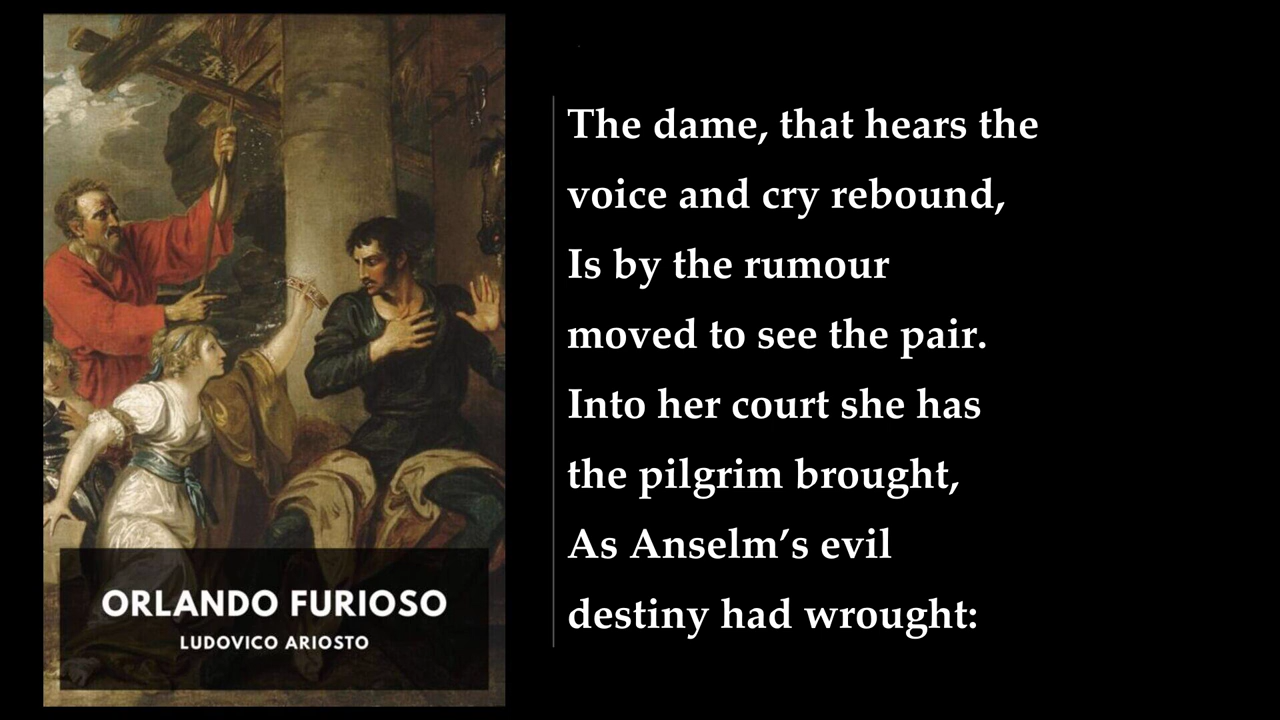 ORLANDO FURIOSO
LUDOVICO ARIOSTO
The dame, that hears the
voice and cry rebound,
Is by the rumour
moved to see the pair.
Into her court she has
the pilgrim brought,
As Anselm’s evil
destiny had wrought: